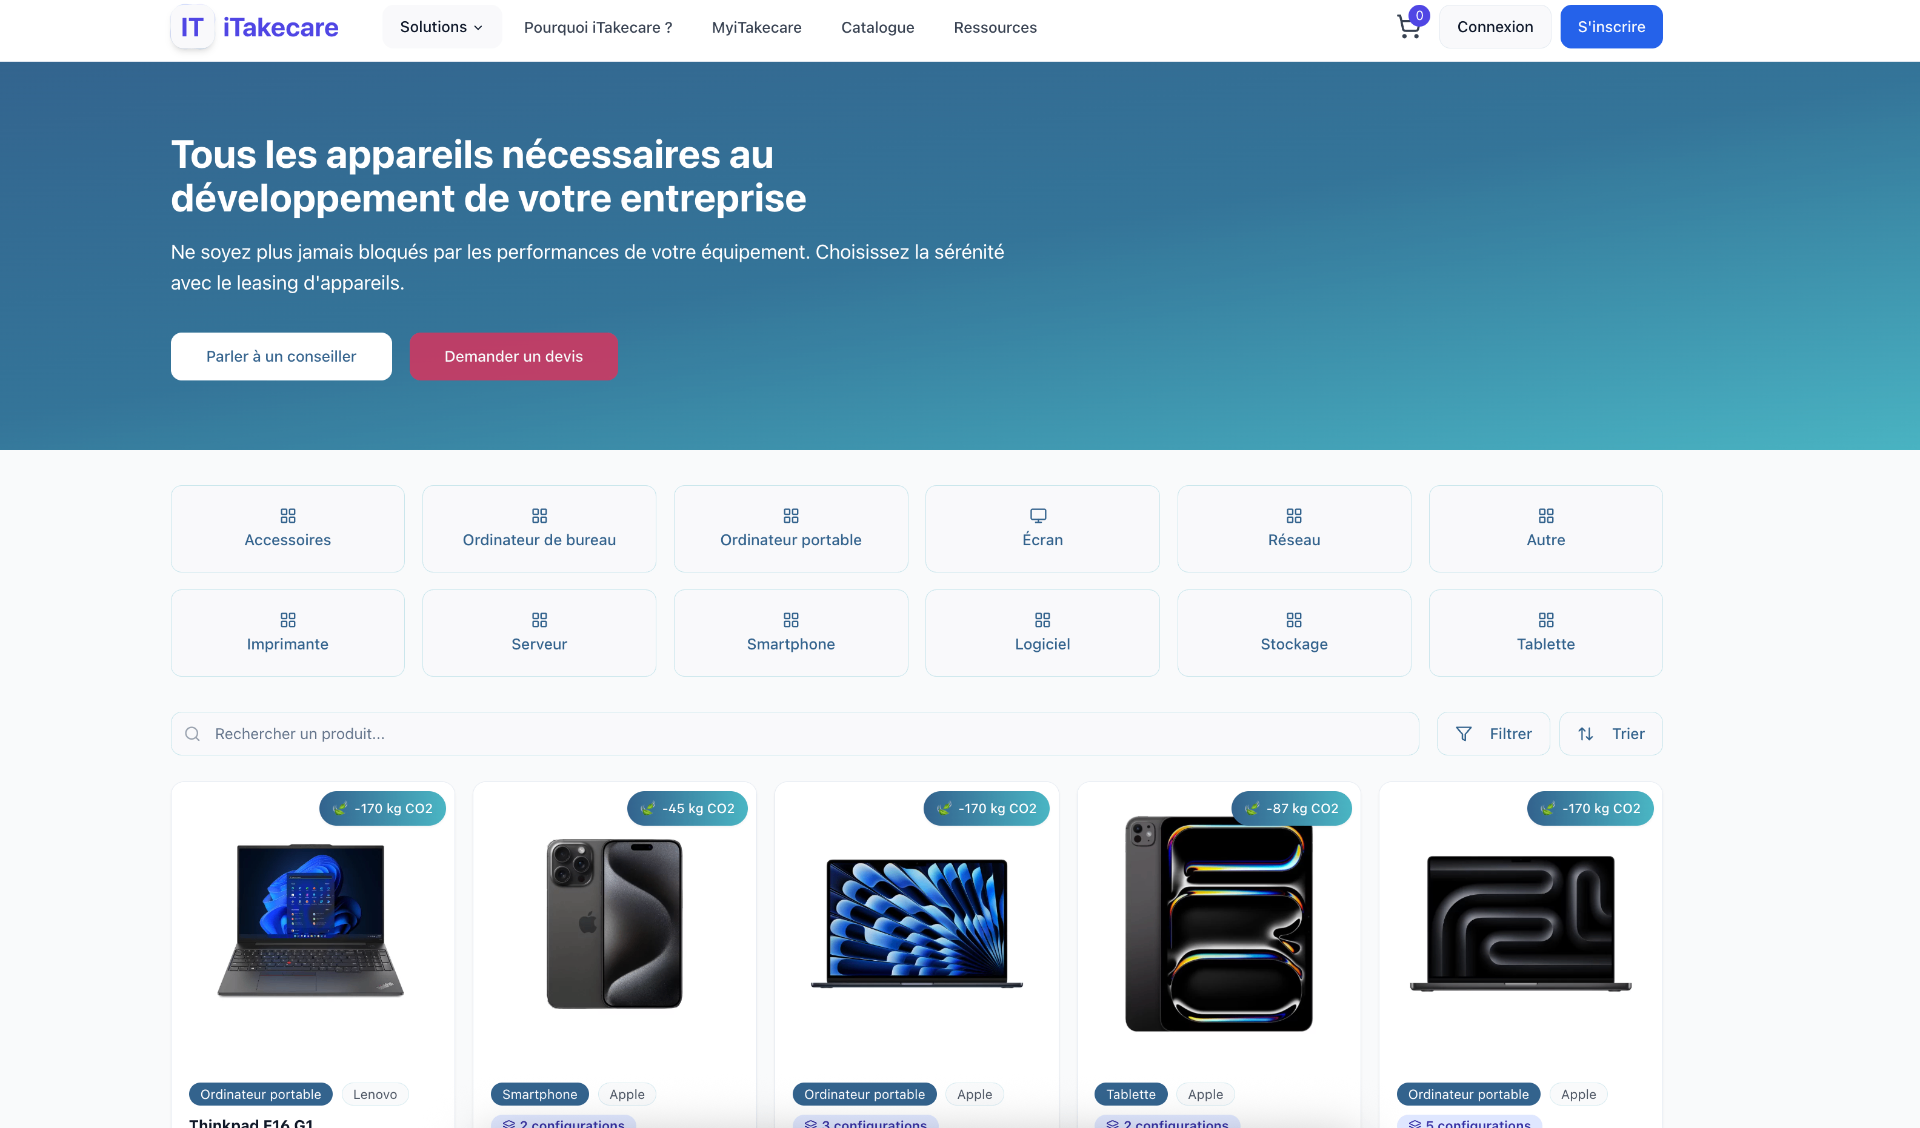 IT iTakecare
Solutions
Pourquoi iTakecare ?
MyiTakecare
Catalogue
Ressources
0
Connexion
S'inscrire
Tous les appareils nécessaires au
développement de votre entreprise
Ne soyez plus jamais bloqués par les performances de votre équipement. Choisissez la sérénité
avec le leasing d'appareils.
Parler à un conseiller
Demander un devis
Accessoires
Ordinateur de bureau
Ordinateur portable
Écran
Réseau
Autre
Imprimante
Serveur
Smartphone
Logiciel
Stockage
Tablette
Rechercher un produit...
Filtrer
Trier
-170 kg CO2
-45 kg CO2
-170 kg CO2
-87 kg CO2
-170 kg CO2
Ordinateur portable
Lenovo
Smartphone
Apple
Ordinateur portable
Apple
Tablette
Apple
Ordinateur portable
Apple
Thinkpad E16 G1
2 configurations
3 configurations
2 configurations
5 configurations